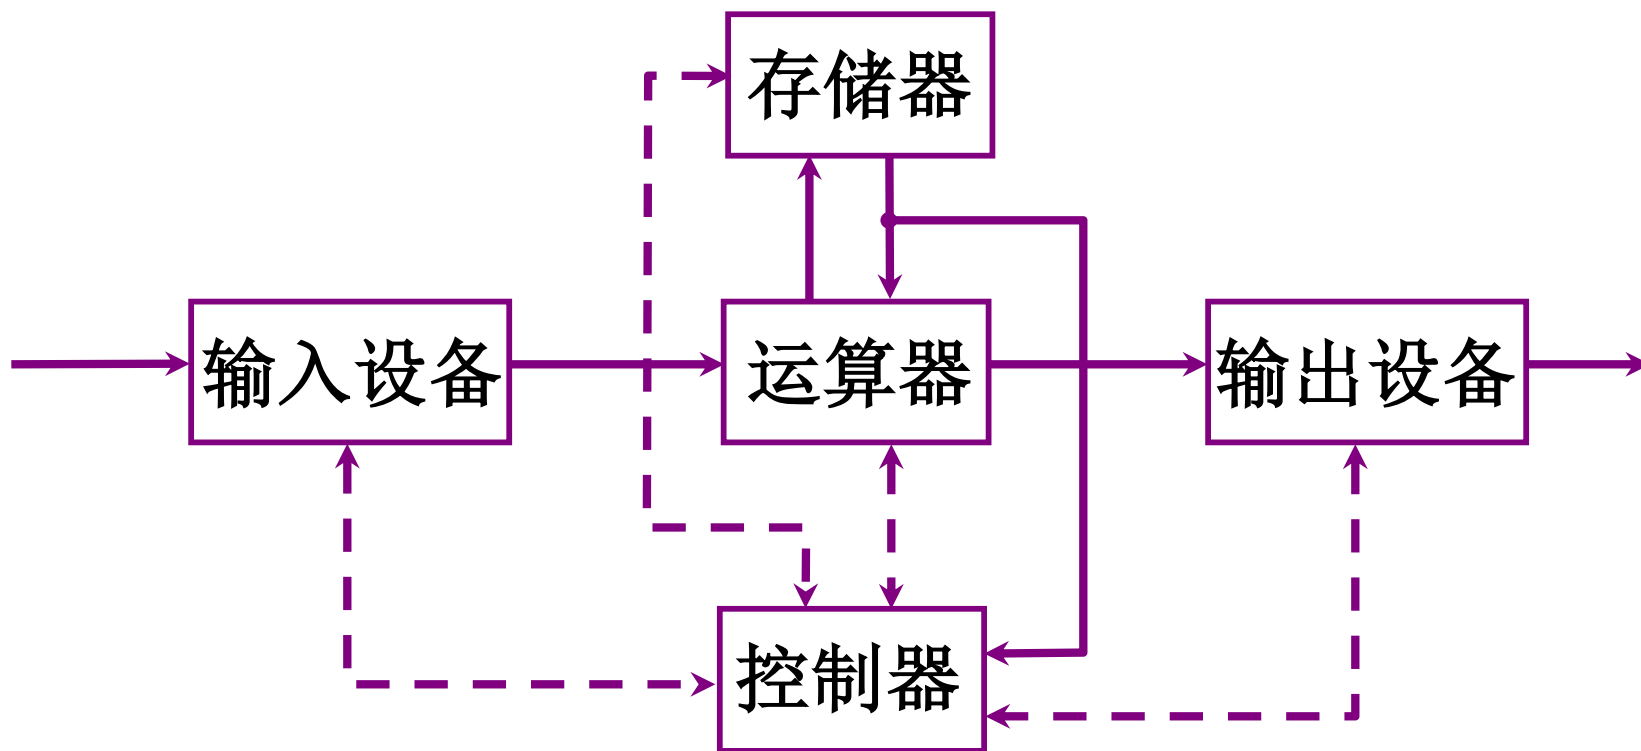 存储器
输入设备
运算器
输出设备
控制器